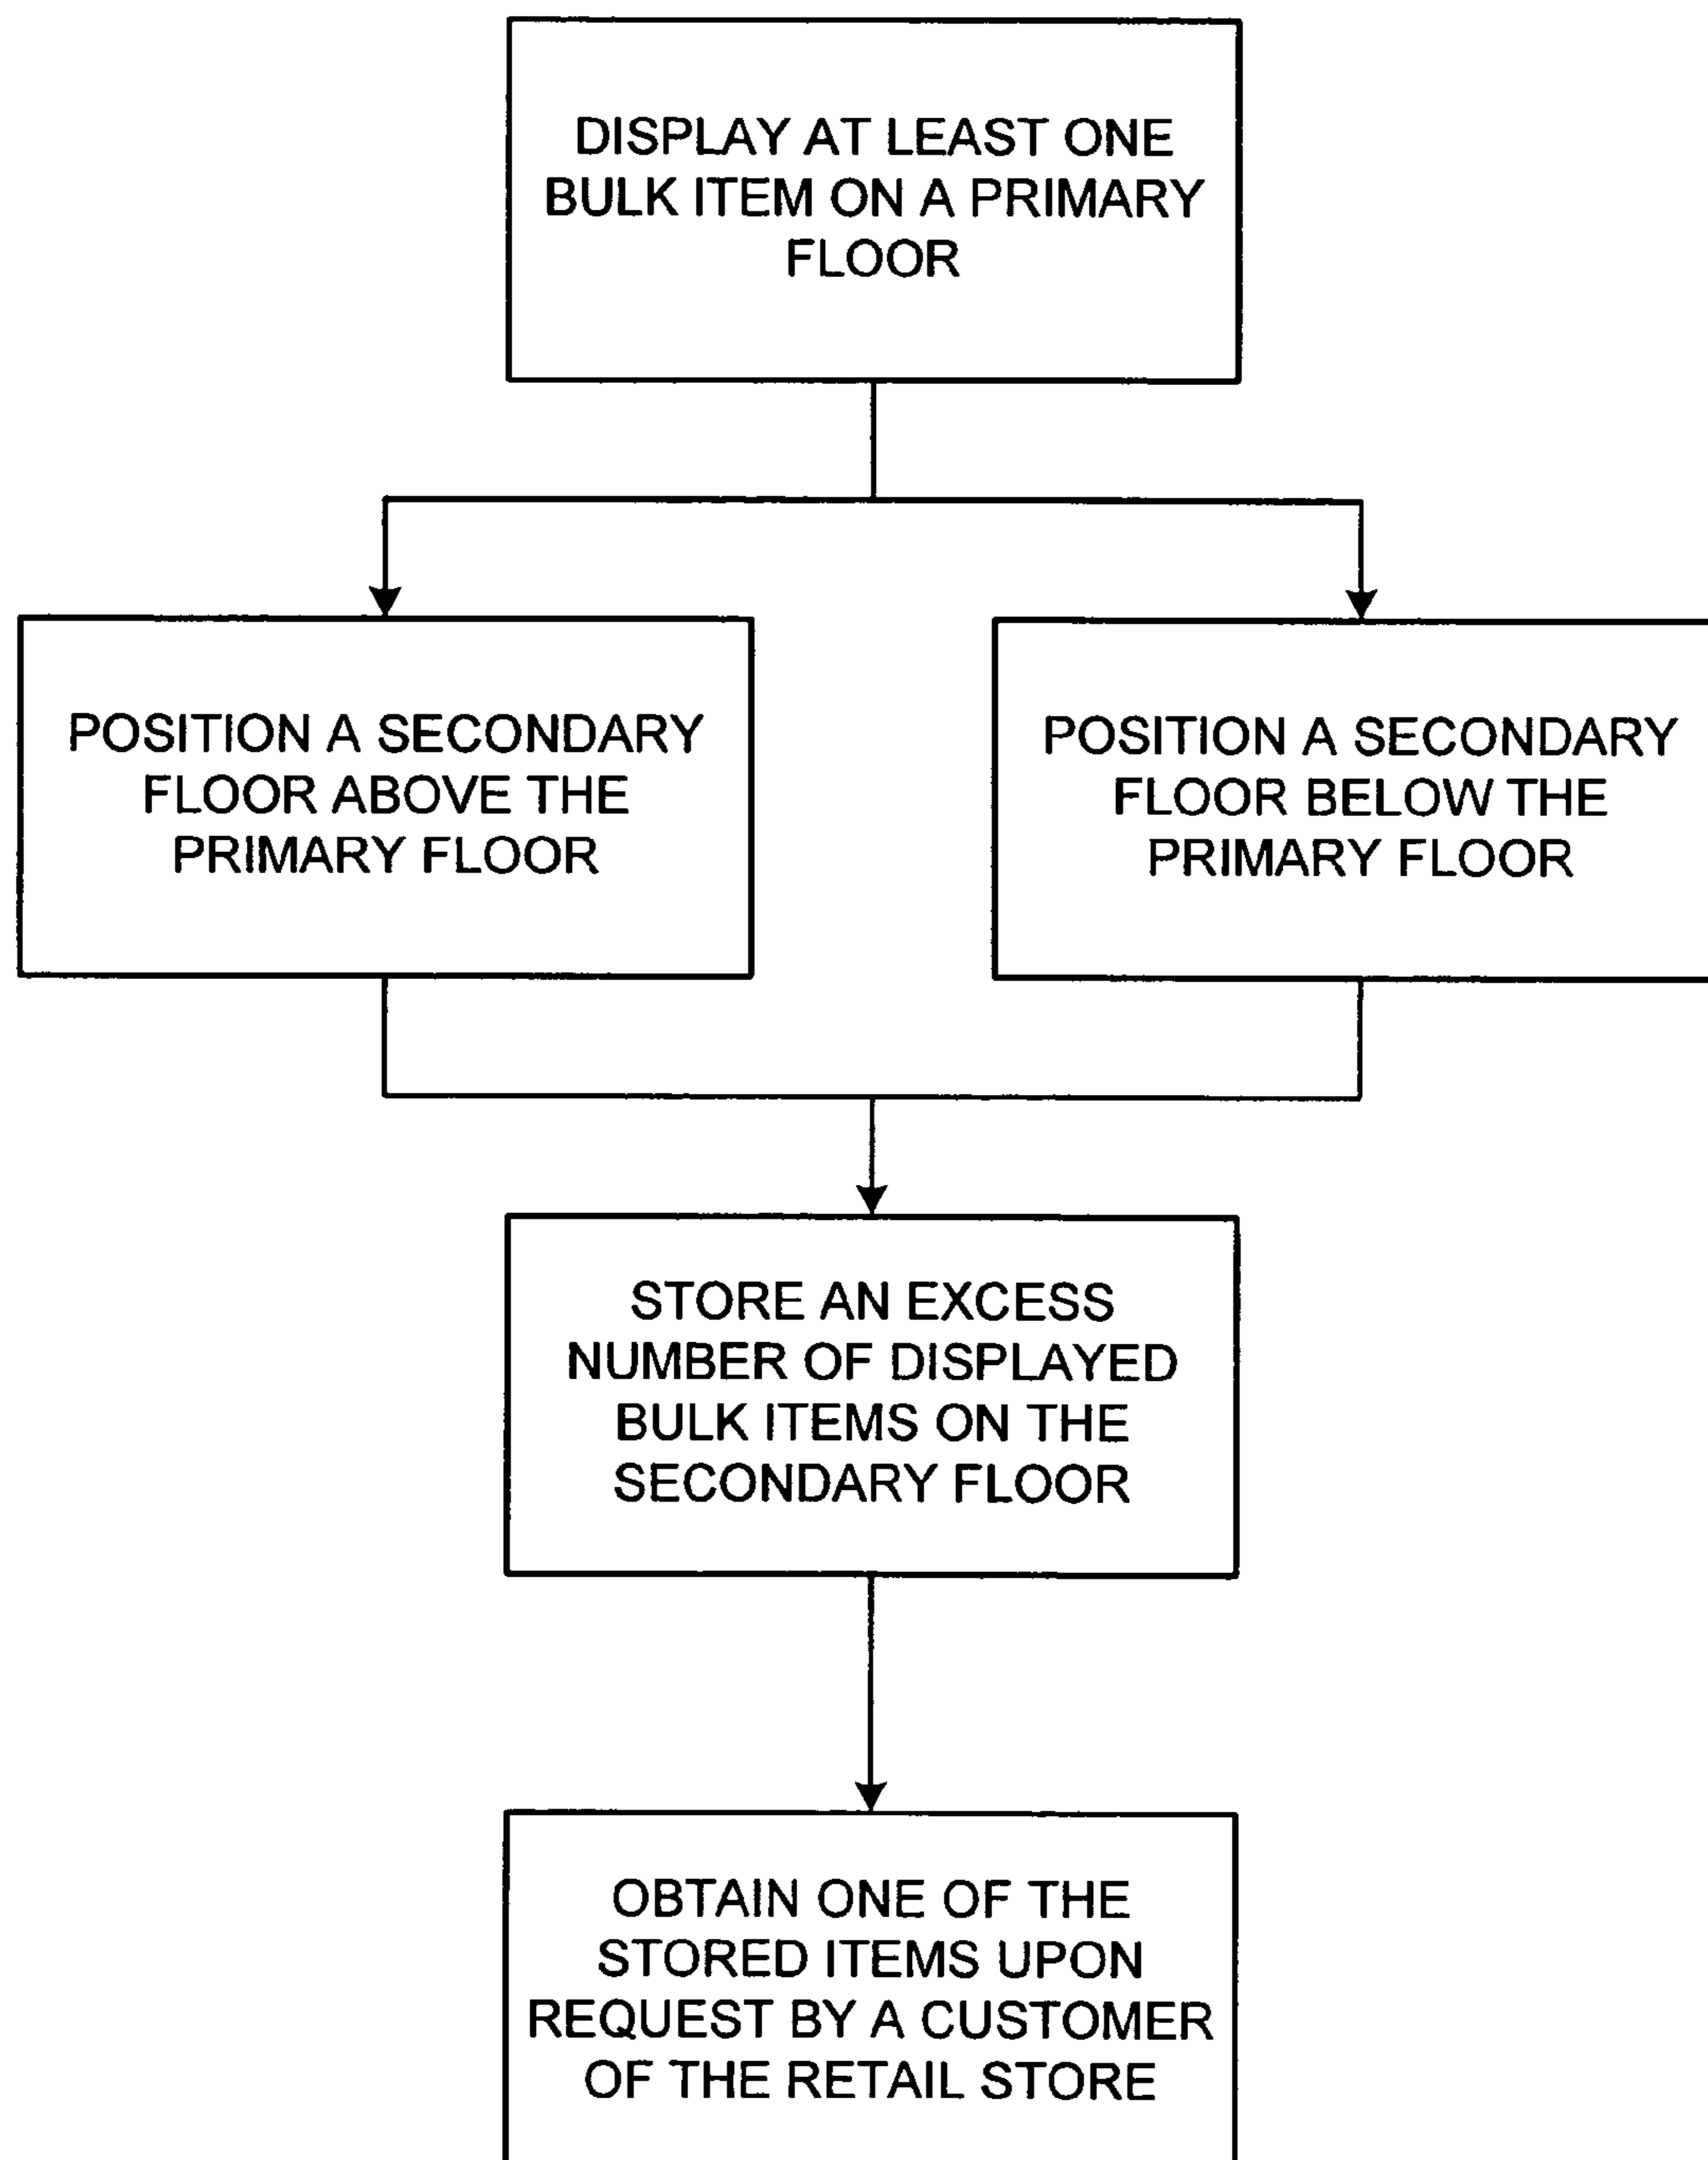 DISPLAY AT LEAST ONE
BULK ITEM ON A PRIMARY
FLOOR
POSITION A SECONDARY
FLOOR ABOVE THE
PRIMARY FLOOR
POSITION A SECONDARY
FLOOR BELOW THE
PRIMARY FLOOR
STORE AN EXCESS
NUMBER OF DISPLAYED
BULK ITEMS ON THE
SECONDARY FLOOR
OBTAIN ONE OF THE
STORED ITEMS UPON
REQUEST BY A CUSTOMER
OF THE RETAIL STORE